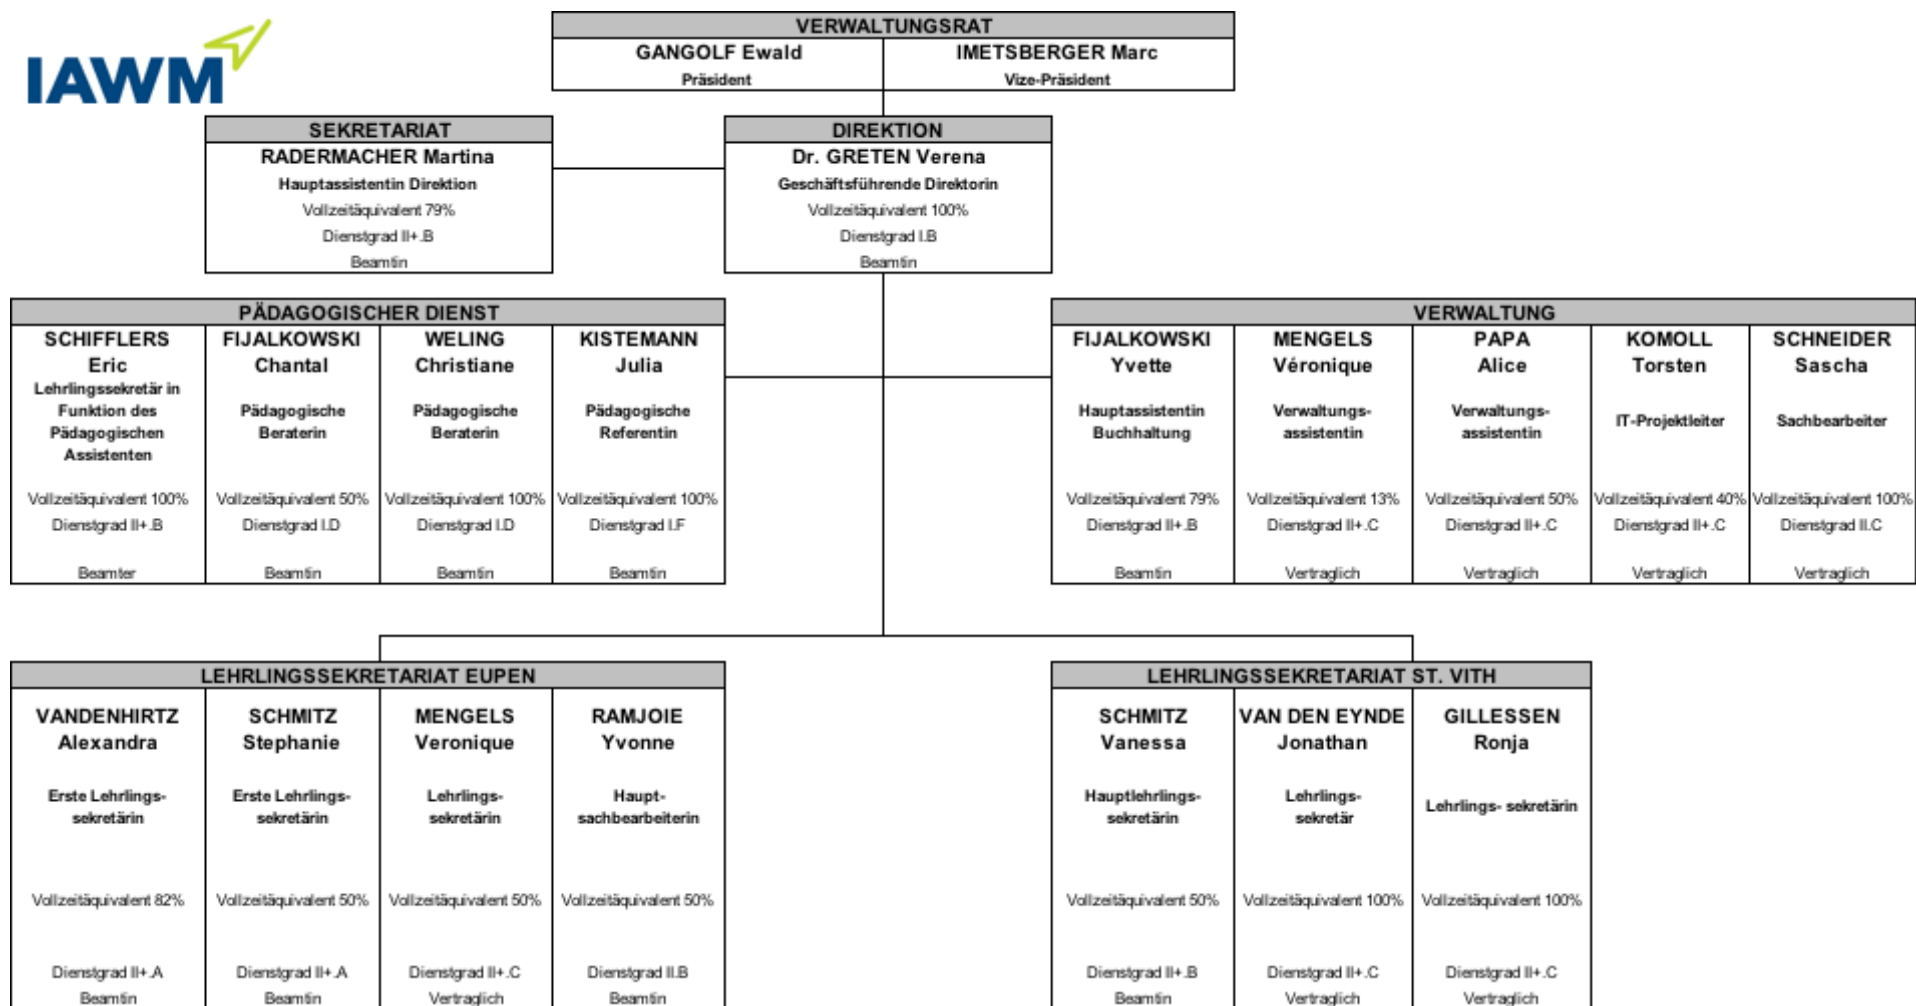 IAWM
VERWALTUNGSRAT
GANGOLF Ewald
Präsident
IMETSBERGER Marc
Vize-Präsident
SEKRETARIAT
RADERMACHER Martina
Hauptassistentin Direktion
Vollzeitäquivalent 79%
Dienstgrad II+.B
Beamtin
DIREKTION
Dr. GRETEN Verena
Geschäftsführende Direktorin
Vollzeitäquivalent 100%
Dienstgrad I.B
Beamtin
PÄDAGOGISCHER DIENST
SCHIFFLERS
Eric
Lehrlingssekretär in
Funktion des
Pädagogischen
Assistenten
Vollzeitäquivalent 100%
Dienstgrad II+.B
Beamter
FIJALKOWSKI
Chantal
Pädagogische
Beraterin
Vollzeitäquivalent 50%
Dienstgrad I.D
Beamtin
WELING
Christiane
Pädagogische
Beraterin
Vollzeitäquivalent 100%
Dienstgrad I.D
Beamtin
KISTEMANN
Julia
Pädagogische
Referentin
Vollzeitäquivalent 100%
Dienstgrad I.F
Beamtin
VERWALTUNG
FIJALKOWSKI
Yvette
Hauptassistentin
Buchhaltung
Vollzeitäquivalent 79%
Dienstgrad II+.B
Beamtin
MENGELS
Véronique
Verwaltungs-
assistentin
Vollzeitäquivalent 13%
Dienstgrad II+.C
Vertraglich
PAPA
Alice
Verwaltungs-
assistentin
Vollzeitäquivalent 50%
Dienstgrad II+.C
Vertraglich
KOMOLL
Torsten
IT-Projektleiter
Vollzeitäquivalent 40%
Dienstgrad II+.C
Vertraglich
SCHNEIDER
Sascha
Sachbearbeiter
Vollzeitäquivalent 100%
Dienstgrad II.C
Vertraglich
LEHRLINGSSEKRETARIAT EUPEN
VANDENHIRTZ
Alexandra
Erste Lehrlings-
sekretärin
Vollzeitäquivalent 82%
Dienstgrad II+.A
Beamtin
SCHMITZ
Stephanie
Erste Lehrlings-
sekretärin
Vollzeitäquivalent 50%
Dienstgrad II+.A
Beamtin
MENGELS
Veronique
Lehrlings-
sekretärin
Vollzeitäquivalent 50%
Dienstgrad II+.C
Vertraglich
RAMJOIE
Yvonne
Haupt-
sachbearbeiterin
Vollzeitäquivalent 50%
Dienstgrad II.B
Beamtin
LEHRLINGSSEKRETARIAT ST. VITH
SCHMITZ
Vanessa
Hauptlehrlings-
sekretärin
Vollzeitäquivalent 50%
Dienstgrad II+.B
Beamtin
VAN DEN EYNDE
Jonathan
Lehrlings-
sekretär
Vollzeitäquivalent 100%
Dienstgrad II+.C
Vertraglich
GILLESSEN
Ronja
Lehrlings- sekretärin
Vollzeitäquivalent 100%
Dienstgrad II+.C
Vertraglich